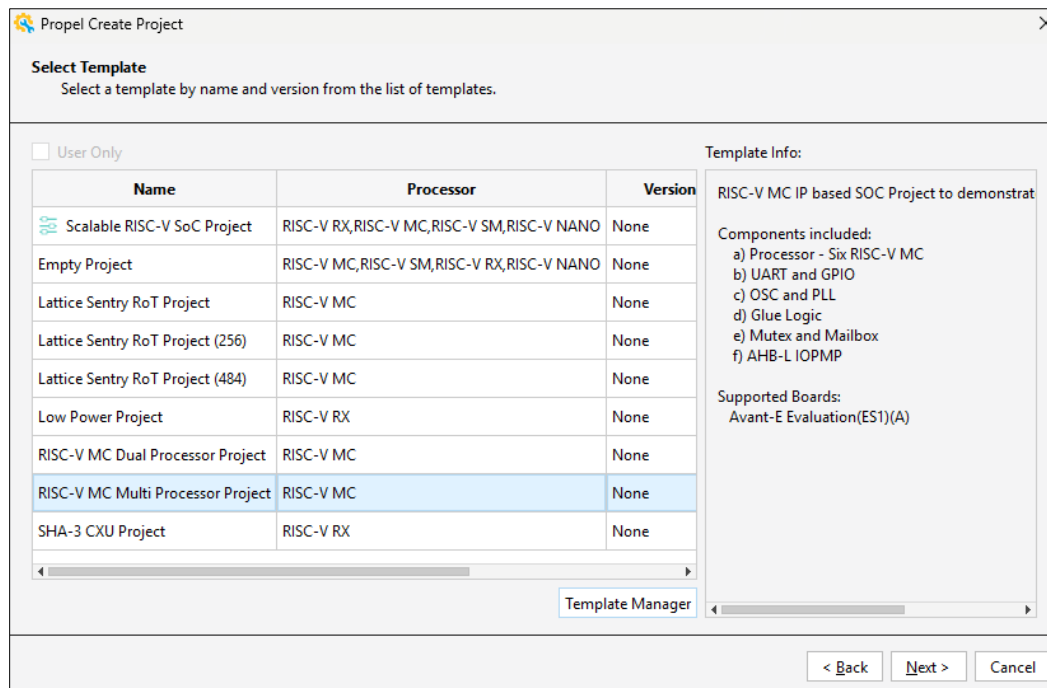 Propel Create Project
Select Template
Select a template by name and version from the list of templates.
User Only
Name Processor Version
Scalable RISC-V SoC Project RISC-V RX,RISC-V MC,RISC-V SM,RISC-V NANO None
Empty Project RISC-V MC,RISC-V SM,RISC-V RX,RISC-V NANO None
Lattice Sentry RoT Project RISC-V MC None
Lattice Sentry RoT Project (256) RISC-V MC None
Lattice Sentry RoT Project (484) RISC-V MC None
Low Power Project RISC-V RX None
RISC-V MC Dual Processor Project RISC-V MC None
RISC-V MC Multi Processor Project RISC-V MC None
SHA-3 CXU Project RISC-V RX None
Template Manager
Template Info:
RISC-V MC IP based SOC Project to demonstrat
Components included:
a) Processor - Six RISC-V MC
b) UART and GPIO
c) OSC and PLL
d) Glue Logic
e) Mutex and Mailbox
f) AHB-L IOPMP
Supported Boards:
Avant-E Evaluation(ES1)(A)
< Back Next > Cancel